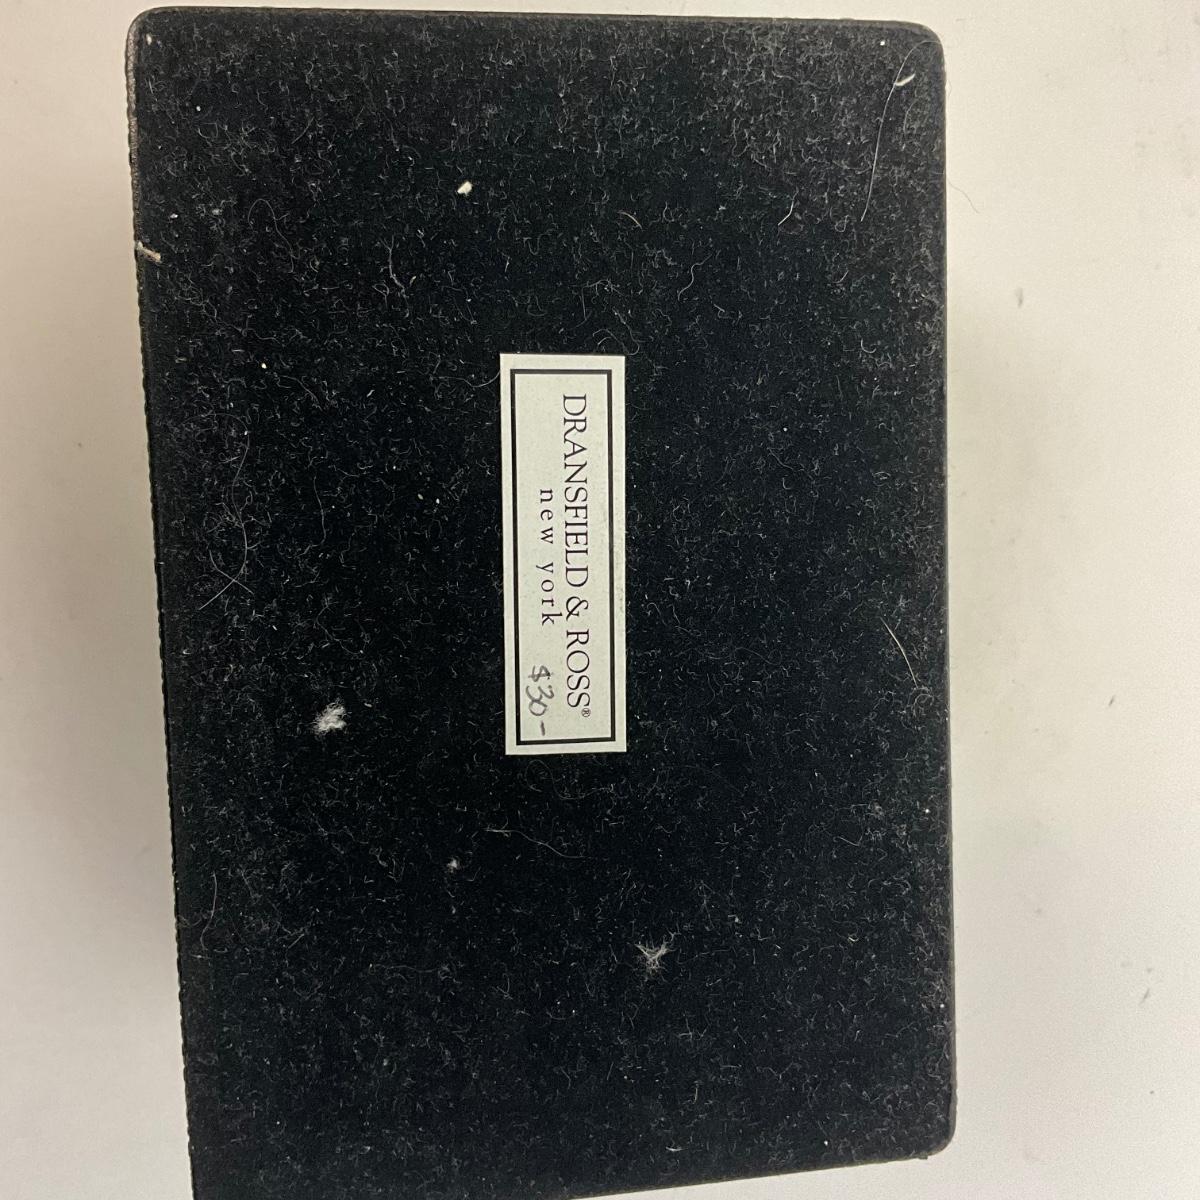 DRANSFIELD & ROSS®
new york
$30-